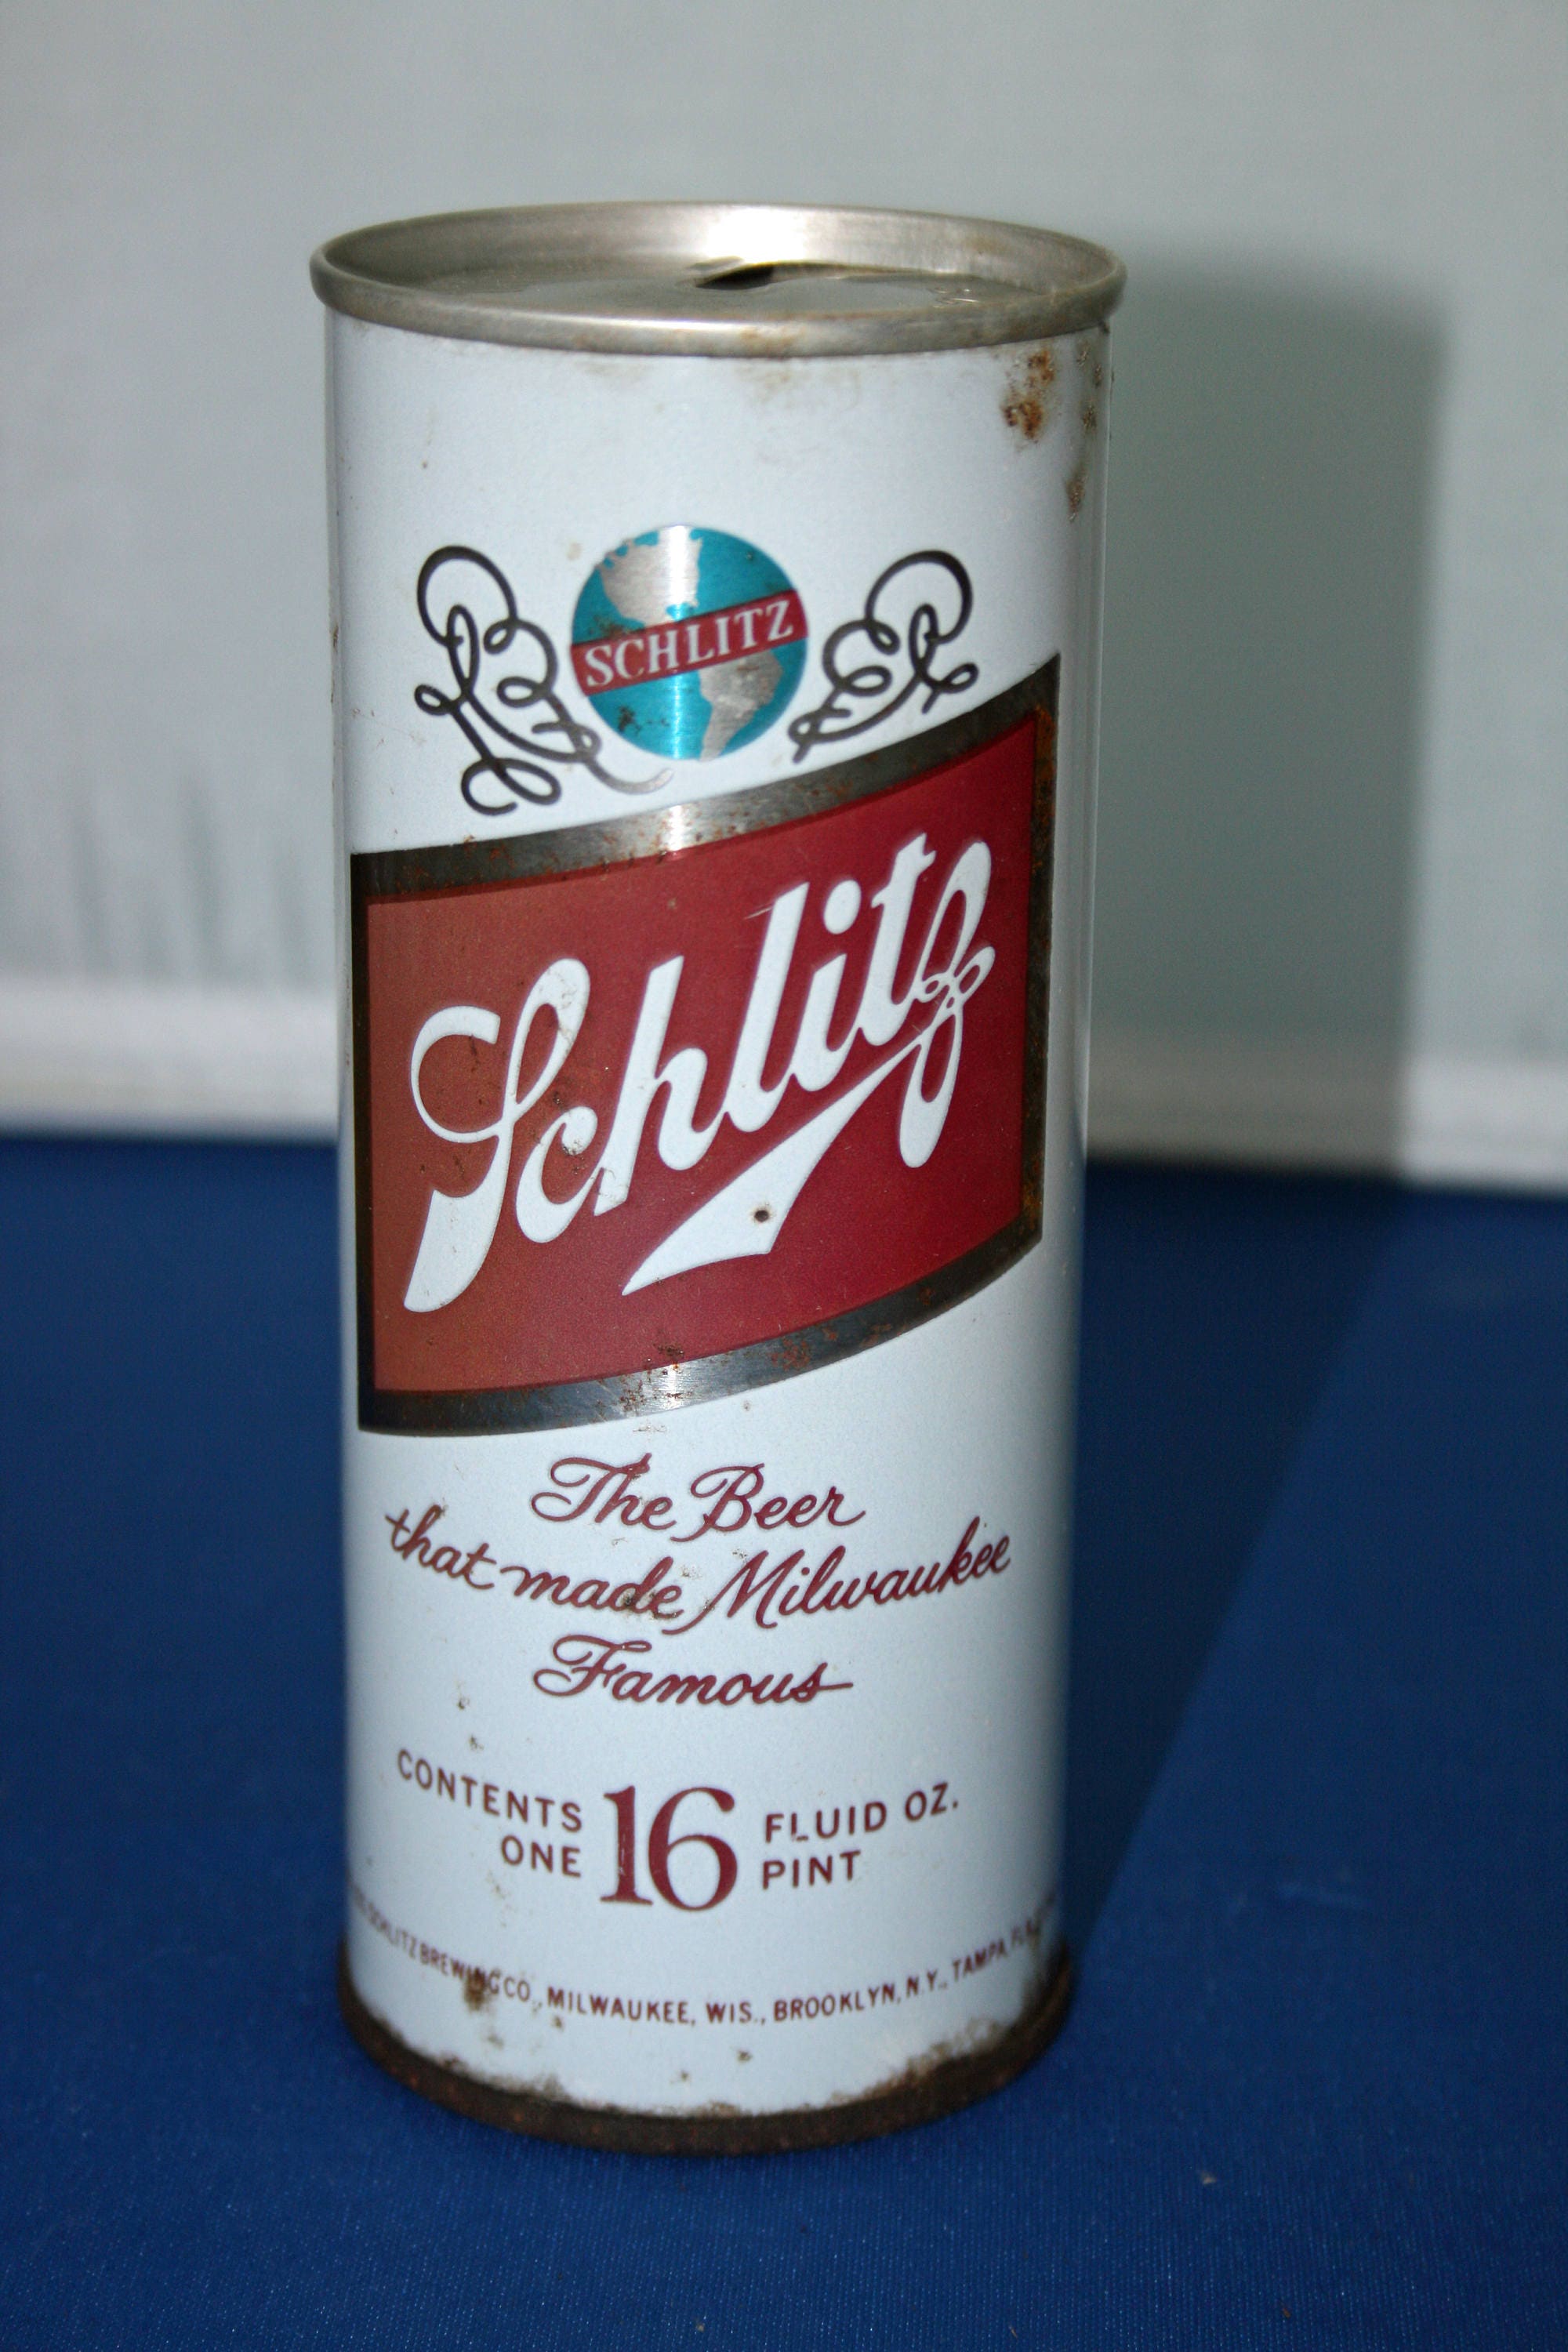 SCHLITZ
Schlitz
The Beer
that made Milwaukee
Famous
CONTENTS 16 FLUID OZ.
ONE PINT
SCHLITZ BREWING CO., MILWAUKEE, WIS., BROOKLYN, N.Y., TAMPA, FLA.